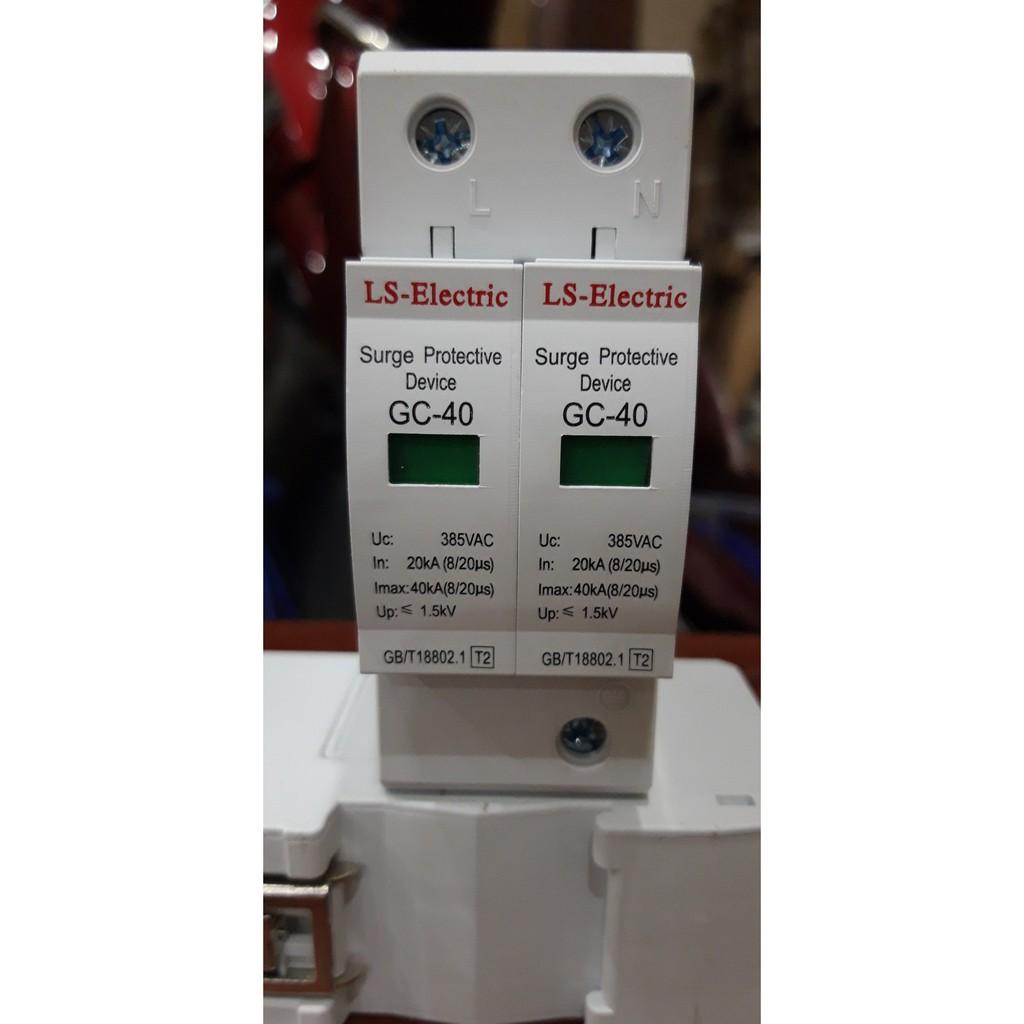 L N
LS-Electric
Surge Protective
Device
GC-40
Uc: 385VAC
In: 20kA (8/20µs)
Imax:40kA(8/20µs)
Up:≤ 1.5kV
GB/T18802.1 T2
LS-Electric
Surge Protective
Device
GC-40
Uc: 385VAC
In: 20kA (8/20µs)
Imax:40kA(8/20µs)
Up:≤ 1.5kV
GB/T18802.1 T2